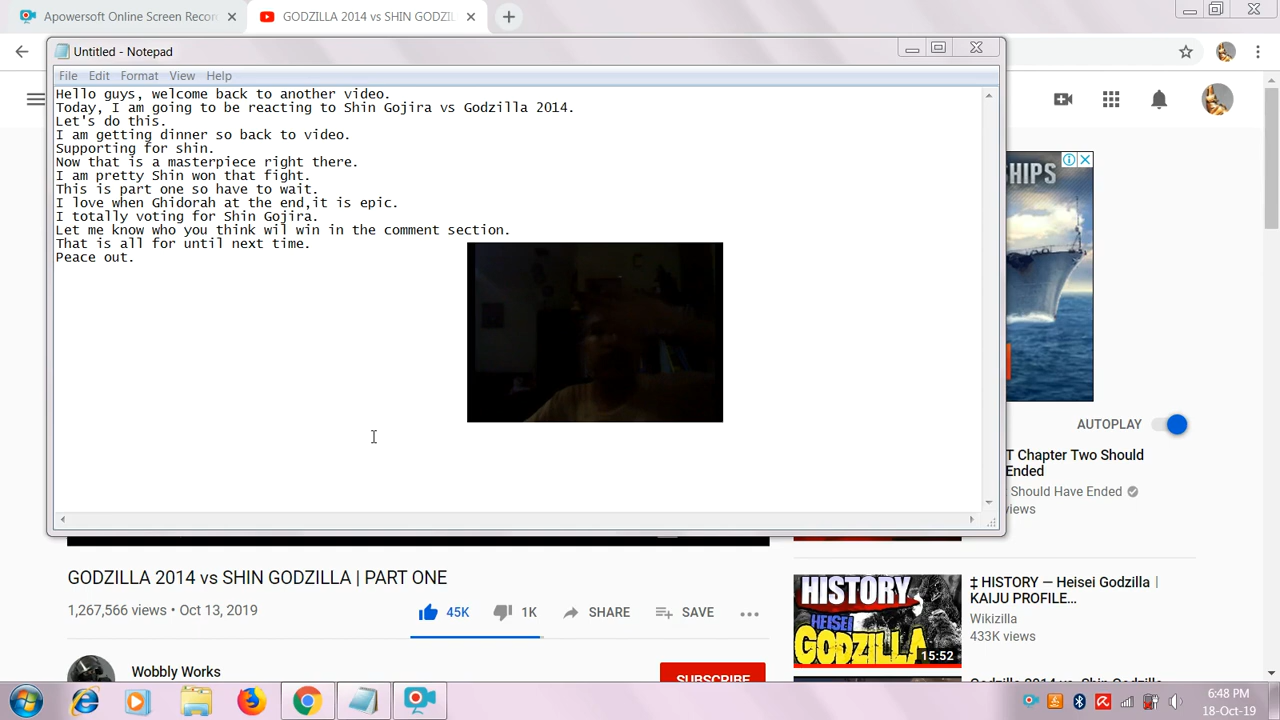 Apowersoft Online Screen Recor
GODZILLA 2014 vs SHIN GODZIL
Untitled - Notepad
File Edit Format View Help
Hello guys, welcome back to another video.
Today, I am going to be reacting to Shin Gojira vs Godzilla 2014.
Let's do this.
I am getting dinner so back to video.
Supporting for shin.
Now that is a masterpiece right there.
I am pretty Shin won that fight.
This is part one so have to wait.
I love when Ghidorah at the end,it is epic.
I totally voting for Shin Gojira.
Let me know who you think wil win in the comment section.
That is all for until next time.
Peace out.
HIPS
AUTOPLAY
T Chapter Two Should
Ended
Should Have Ended
iews
GODZILLA 2014 vs SHIN GODZILLA | PART ONE
1,267,566 views • Oct 13, 2019
45K 1K SHARE SAVE
Wobbly Works
SUBSCRIBE
HISTORY
HEISEI
GODZILLA
15:52
‡ HISTORY — Heisei Godzilla |
KAIJU PROFILE…
Wikizilla
433K views
Godzilla 2014 vs. Shin Godzilla
6:48 PM
18-Oct-19